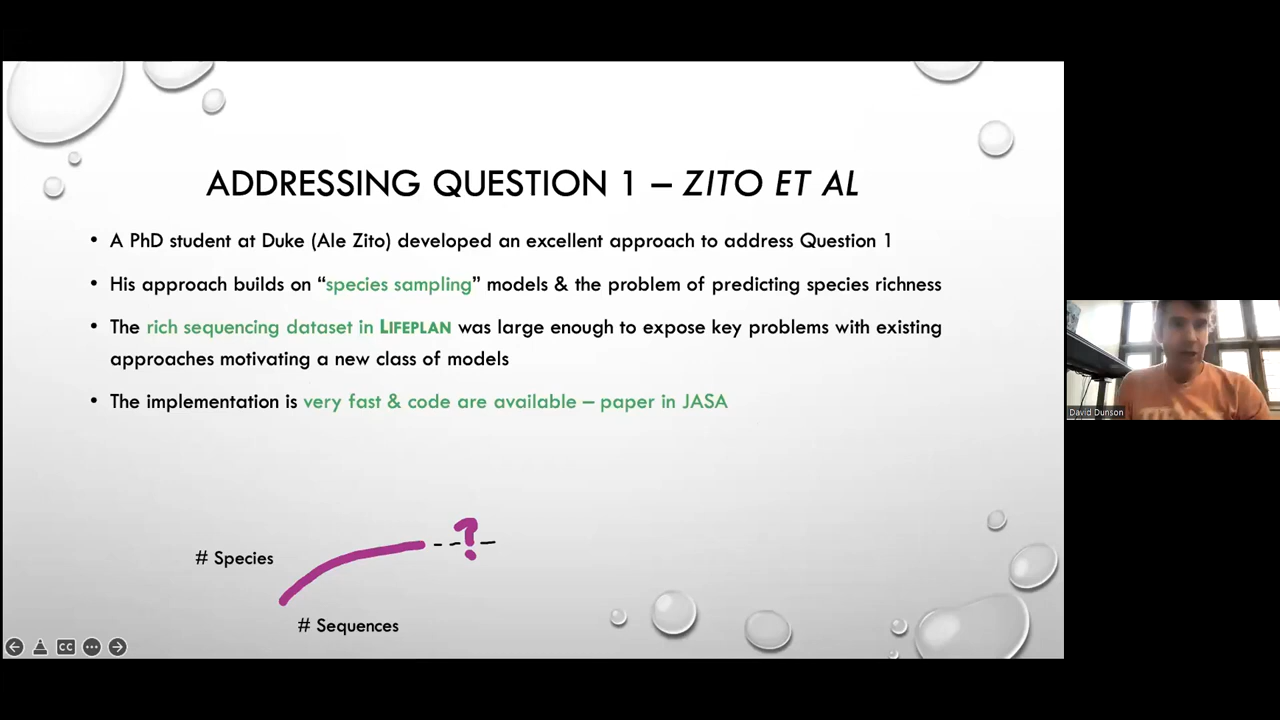 ADDRESSING QUESTION 1 – ZITO ET AL
• A PhD student at Duke (Ale Zito) developed an excellent approach to address Question 1
• His approach builds on “species sampling” models & the problem of predicting species richness
• The rich sequencing dataset in LIFEPLAN was large enough to expose key problems with existing
approaches motivating a new class of models
• The implementation is very fast & code are available – paper in JASA
?
# Species
# Sequences
CC
David Dunson